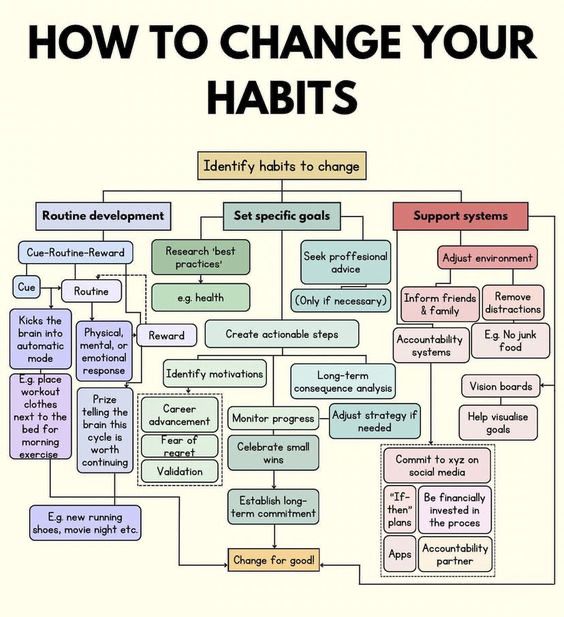 HOW TO CHANGE YOUR
HABITS
Identify habits to change
Routine development
Set specific goals
Support systems
Cue-Routine-Reward
Cue
Routine
Reward
Kicks the
brain into
automatic
mode
Physical,
mental, or
emotional
response
E.g. place
workout
clothes
next to the
bed for
morning
exercise
Prize
telling the
brain this
cycle is
worth
continuing
E.g. new running
shoes, movie night etc.
Research 'best
practices'
e.g. health
Seek proffesional
advice
(Only if necessary)
Create actionable steps
Identify motivations
Career
advancement
Fear of
regret
Validation
Long-term
consequence analysis
Monitor progress
Adjust strategy if
needed
Celebrate small
wins
Establish long-
term commitment
Change for good!
Adjust environment
Inform friends
& family
Remove
distractions
Accountability
systems
E.g. No junk
food
Vision boards
Help visualise
goals
Commit to xyz on
social media
"If-
then"
plans
Be financially
invested in
the proces
Apps
Accountability
partner